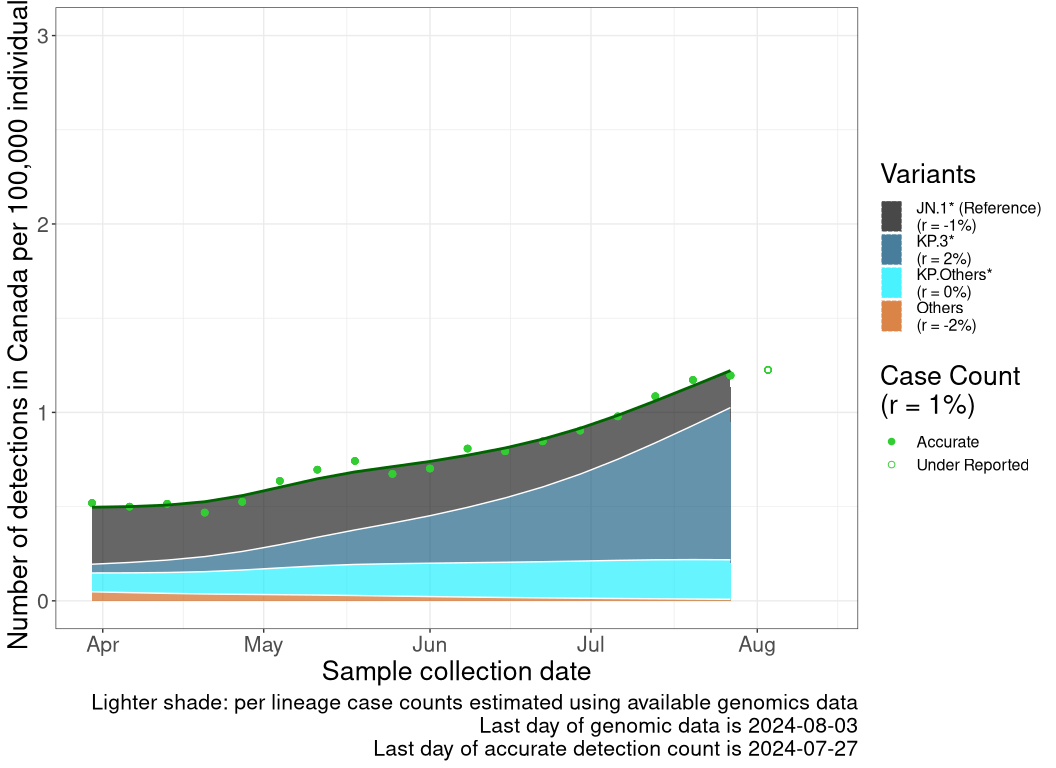 Number of detections in Canada per 100,000 individual
3
2
1
0
Apr
May
Jun
Jul
Aug
Sample collection date
Lighter shade: per lineage case counts estimated using available genomics data
Last day of genomic data is 2024-08-03
Last day of accurate detection count is 2024-07-27
Variants
JN.1* (Reference)
(r = -1%)
KP.3*
(r = 2%)
KP.Others*
(r = 0%)
Others
(r = -2%)
Case Count
(r = 1%)
Accurate
Under Reported